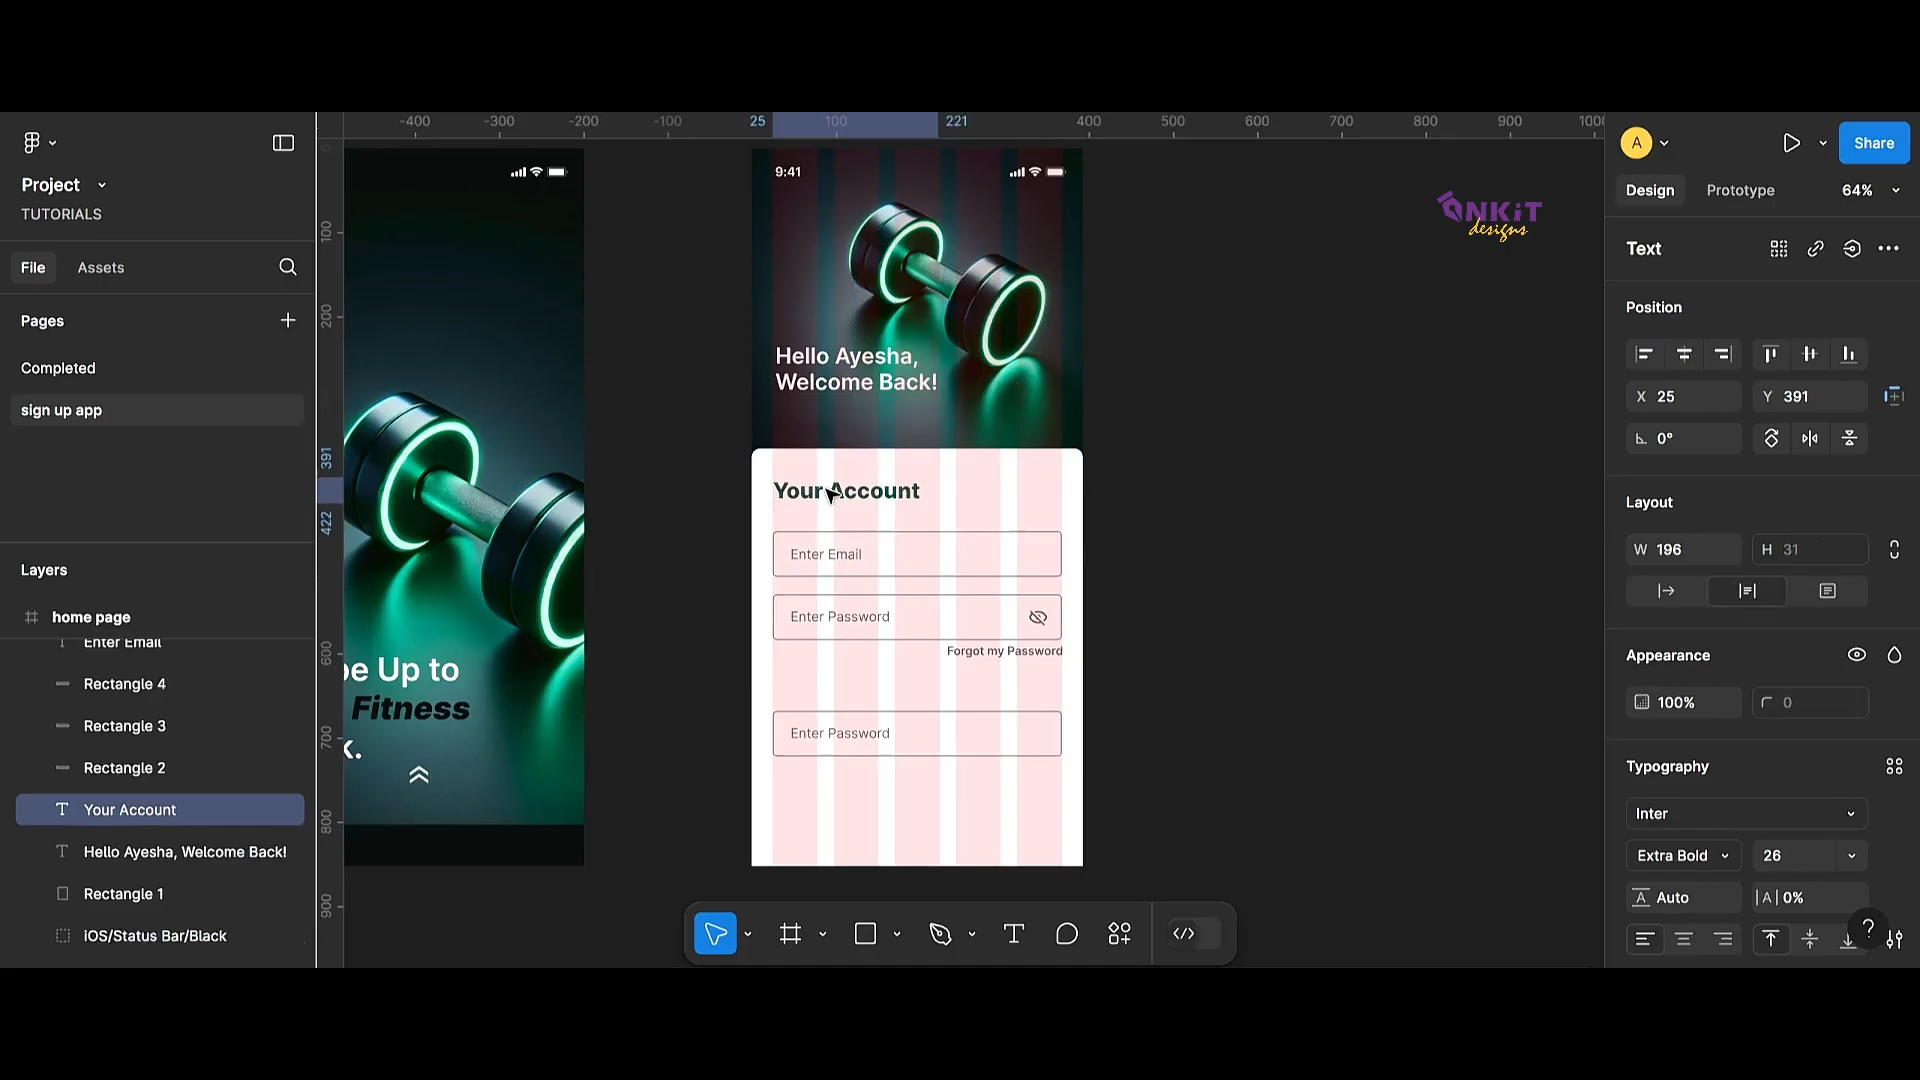 -400
-300
-200
-100
25
100
221
400
500
600
700
800
900
1000
0
100
200
391
422
600
700
800
900
Project
TUTORIALS
File
Assets
Pages
Completed
sign up app
Layers
home page
Enter Email
Rectangle 4
Rectangle 3
Rectangle 2
Your Account
Hello Ayesha, Welcome Back!
Rectangle 1
iOS/Status Bar/Black
pe Up to
Fitness
k.
9:41
Hello Ayesha,
Welcome Back!
Your Account
Enter Email
Enter Password
Forgot my Password
Enter Password
NKiT
designs
A
Share
Design
Prototype
64%
Text
Position
X 25
Y 391
0°
Layout
W 196
H 31
Appearance
100%
0
Typography
Inter
Extra Bold
26
Auto
|A| 0%
?